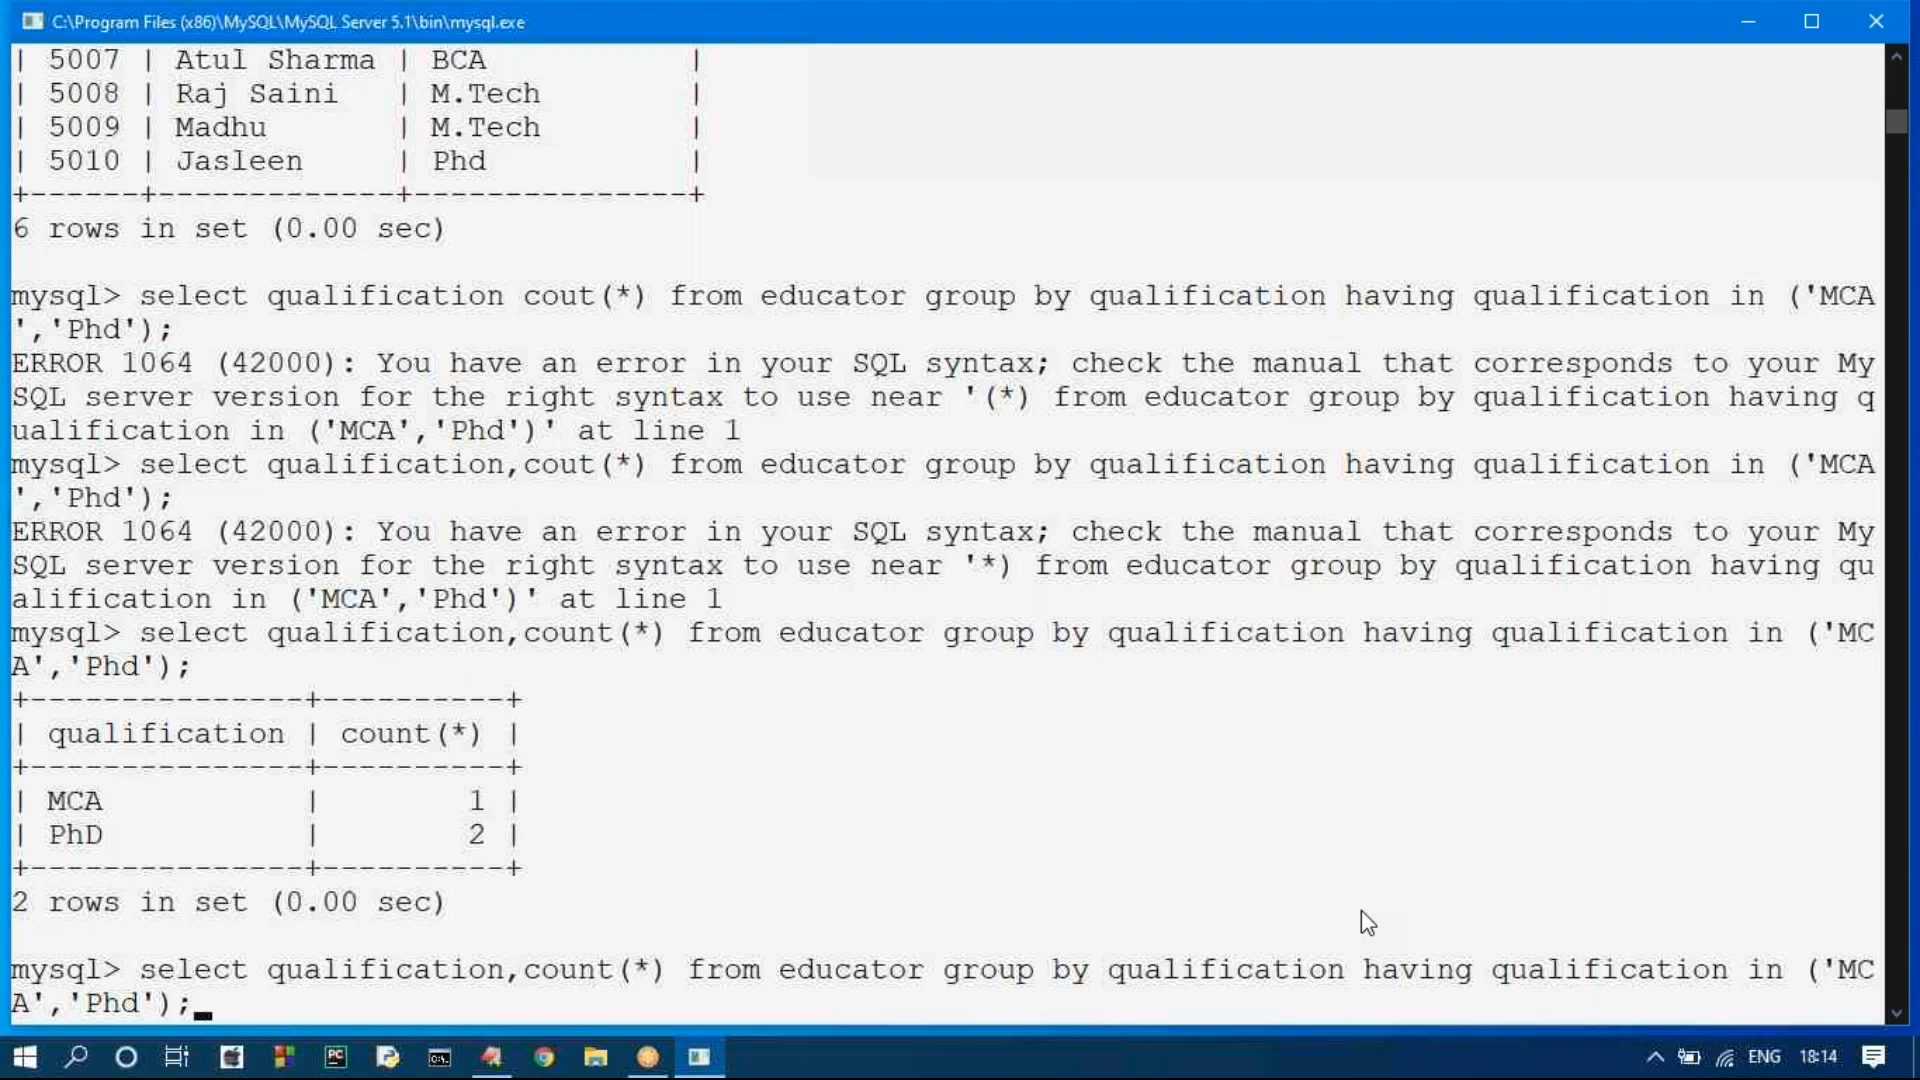 C:\Program Files (x86)\MySQL\MySQL Server 5.1\bin\mysql.exe
| 5007 | Atul Sharma | BCA           |
| 5008 | Raj Saini   | M.Tech        |
| 5009 | Madhu       | M.Tech        |
| 5010 | Jasleen     | Phd           |
+------+-------------+---------------+
6 rows in set (0.00 sec)
mysql> select qualification cout(*) from educator group by qualification having qualification in ('MCA
','Phd');
ERROR 1064 (42000): You have an error in your SQL syntax; check the manual that corresponds to your My
SQL server version for the right syntax to use near '(*) from educator group by qualification having q
ualification in ('MCA','Phd')' at line 1
mysql> select qualification,cout(*) from educator group by qualification having qualification in ('MCA
','Phd');
ERROR 1064 (42000): You have an error in your SQL syntax; check the manual that corresponds to your My
SQL server version for the right syntax to use near '*) from educator group by qualification having qu
alification in ('MCA','Phd')' at line 1
mysql> select qualification,count(*) from educator group by qualification having qualification in ('MC
A','Phd');
+---------------+----------+
| qualification | count(*) |
+---------------+----------+
| MCA           |        1 |
| PhD           |        2 |
+---------------+----------+
2 rows in set (0.00 sec)
mysql> select qualification,count(*) from educator group by qualification having qualification in ('MC
A','Phd');
PC
C:\.
ENG
18:14